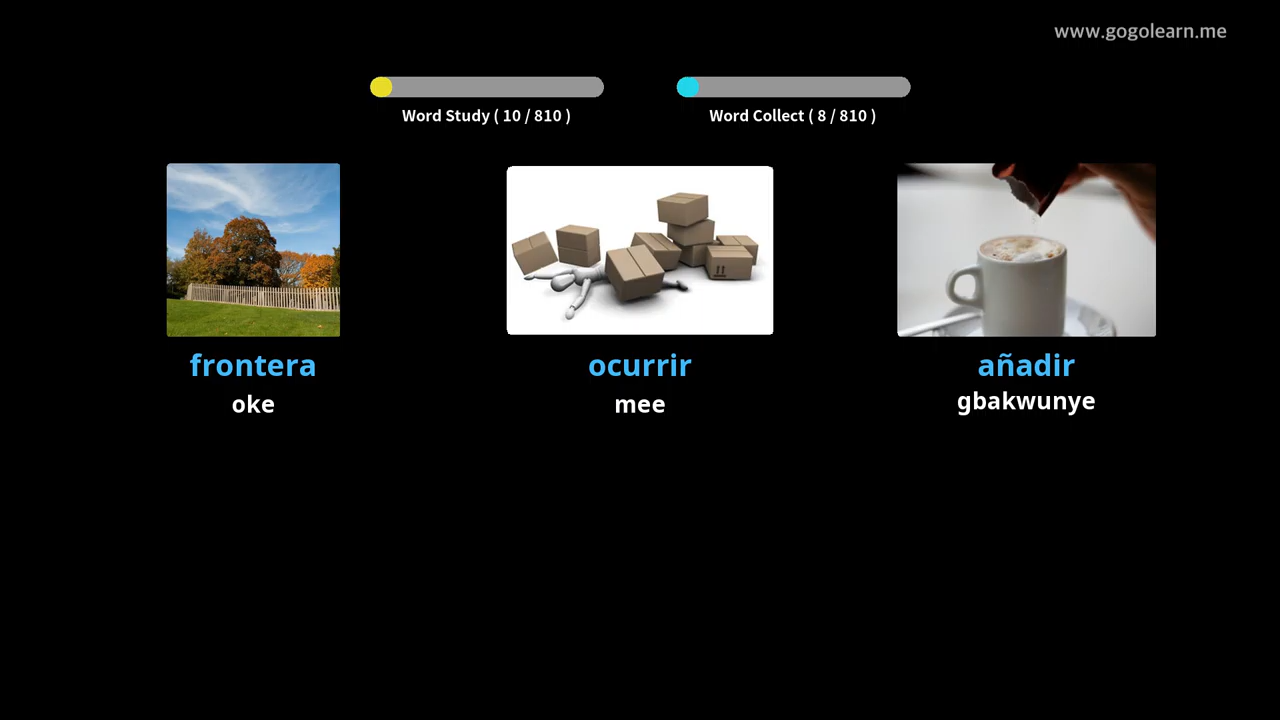 www.gogolearn.me
Word Study ( 10 / 810 )
Word Collect ( 8 / 810 )
frontera
oke
ocurrir
mee
añadir
gbakwunye